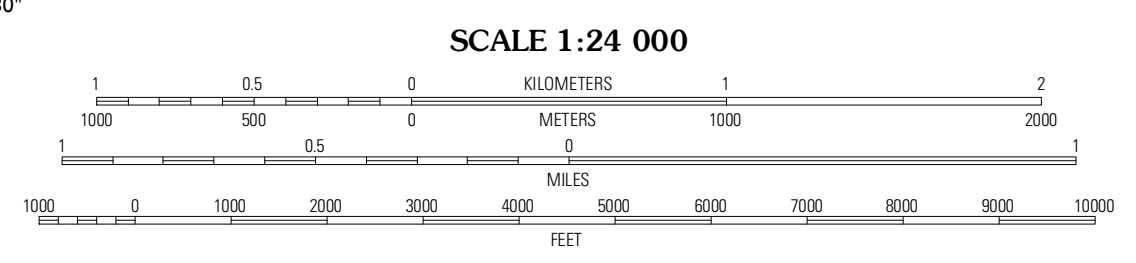 30"
SCALE 1:24 000
1 0.5 0 KILOMETERS 1 2
1000 500 0 METERS 1000 2000
1 0.5 0 1
MILES
1000 0 1000 2000 3000 4000 5000 6000 7000 8000 9000 10000
FEET